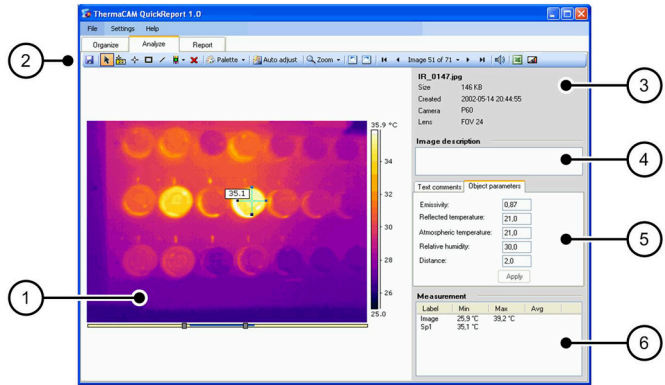 ThermaCAM QuickReport 1.0
File Settings Help
Organize Analyze Report
Palette Auto adjust Zoom Image 51 of 71
IR_0147.jpg
Size 146 KB
Created 2002-05-14 20:44:55
Camera P60
Lens FOV 24
Image description
Text comments Object parameters
Emissivity: 0,87
Reflected temperature: 21,0
Atmospheric temperature: 21,0
Relative humidity: 30,0
Distance: 2,0
Apply
Measurement
Label Min Max Avg
Image 25,9 °C 39,2 °C
Sp1 35,1 °C
35.9 °C
34
32
30
28
26
25.0
35.1
1
2
3
4
5
6